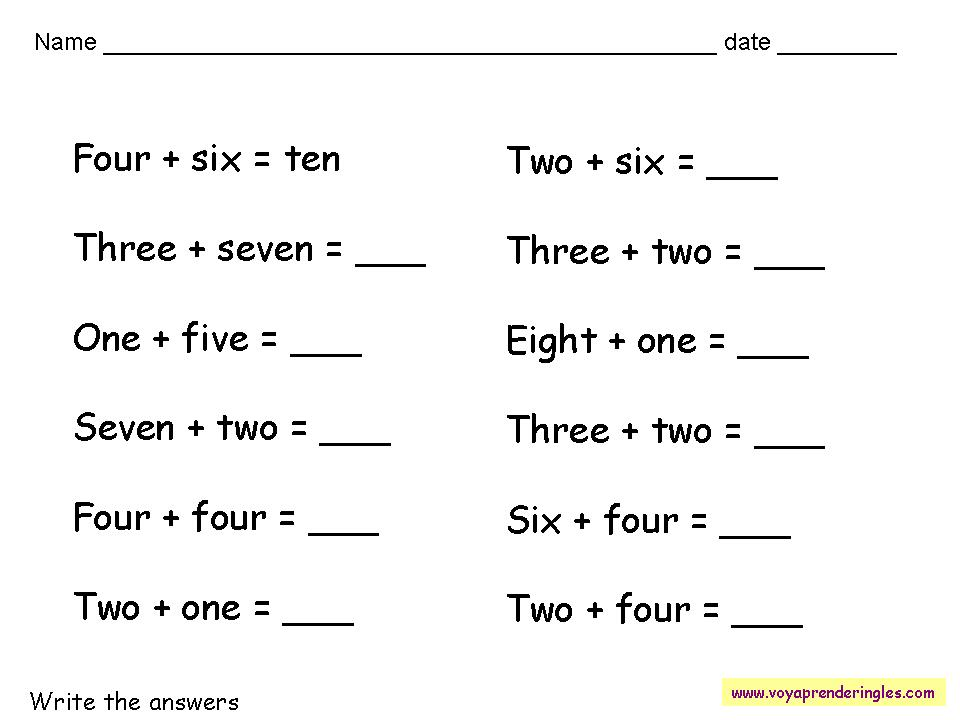 Name ______________________________________________ date _________
Four + six = ten
Three + seven = ___
One + five = ___
Seven + two = ___
Four + four = ___
Two + one = ___
Two + six = ___
Three + two = ___
Eight + one = ___
Three + two = ___
Six + four = ___
Two + four = ___
Write the answers
www.voyaprenderingles.com